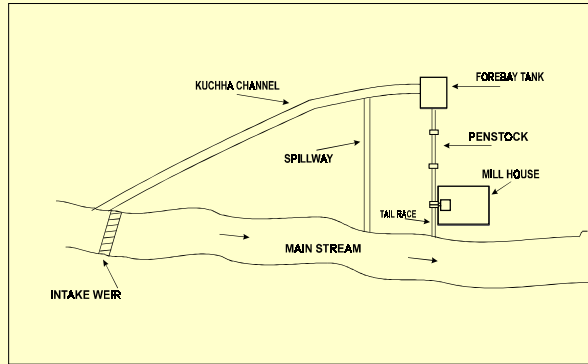 FOREBAY TANK
KUCHHA CHANNEL
PENSTOCK
SPILLWAY
MILL HOUSE
TAIL RACE
MAIN STREAM
INTAKE WEIR